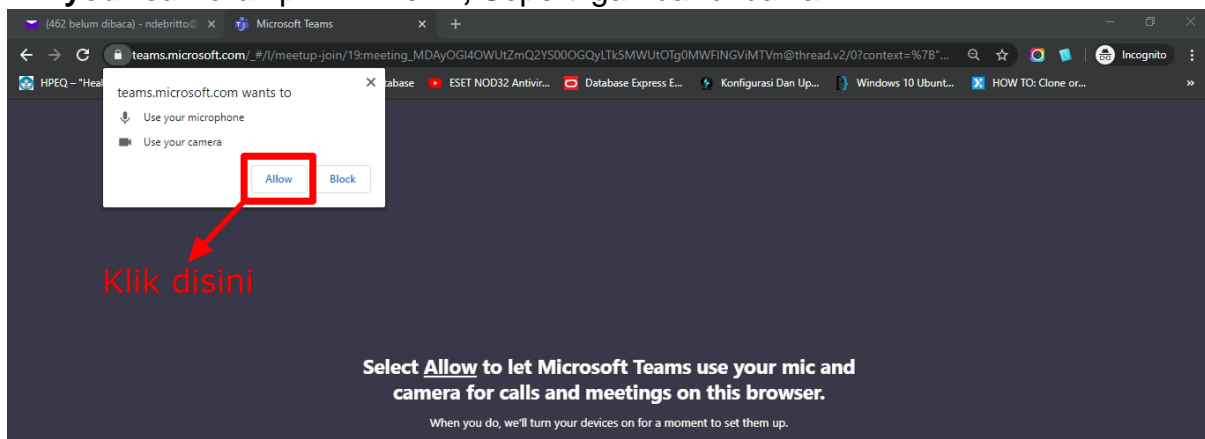 (462 belum dibaca) - ndebritto
Microsoft Teams
teams.microsoft.com/_#/l/meetup-join/19:meeting_MDAyOGI4OWUtZmQ2YS00OGQyLTk5MWUtOTg0MWFlNGViMTVm@thread.v2/0?context=%7B"...
Incognito
HPEQ – "Heal
tabase
ESET NOD32 Antivir...
Database Express E...
Konfigurasi Dan Up...
Windows 10 Ubunt...
HOW TO: Clone or...
»
teams.microsoft.com wants to
Use your microphone
Use your camera
Allow
Block
Klik disini
Select Allow to let Microsoft Teams use your mic and
camera for calls and meetings on this browser.
When you do, we'll turn your devices on for a moment to set them up.